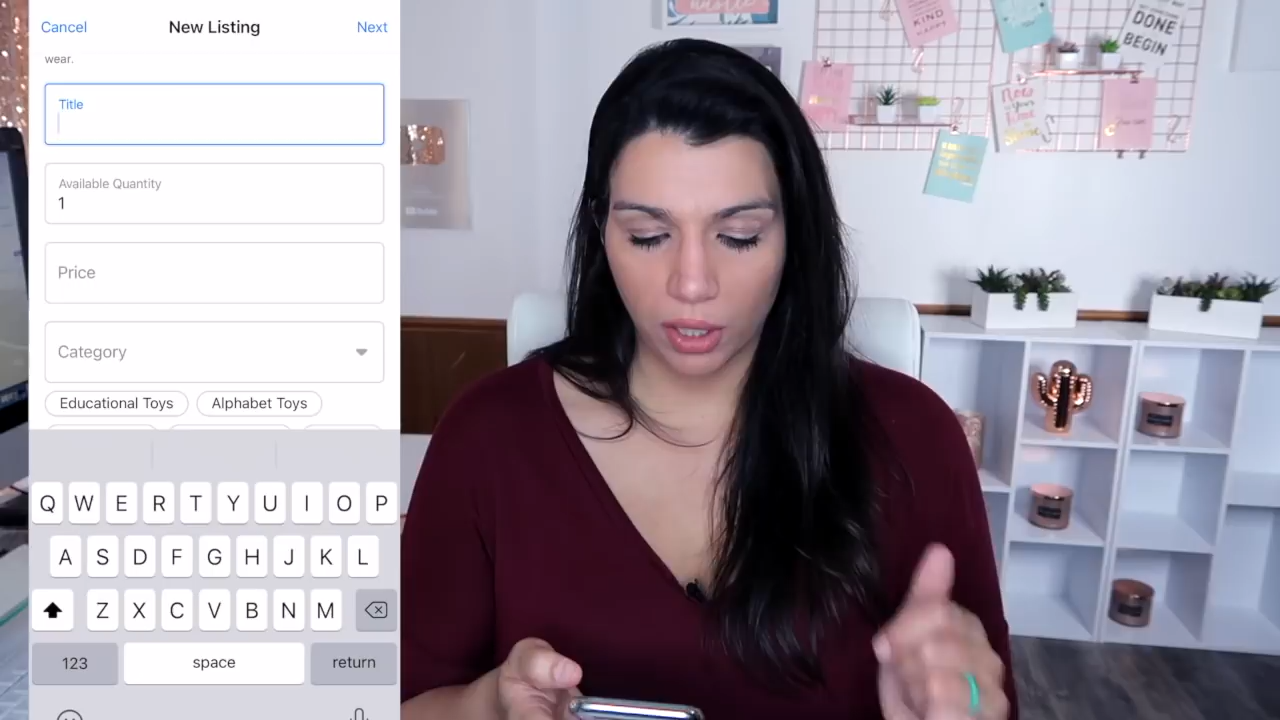 Cancel
New Listing
Next
wear.
Title
Available Quantity
1
Price
Category
Educational Toys
Alphabet Toys
Q W E R T Y U I O P
A S D F G H J K L
Z X C V B N M
123
space
return
KIND
DONE
BEGIN